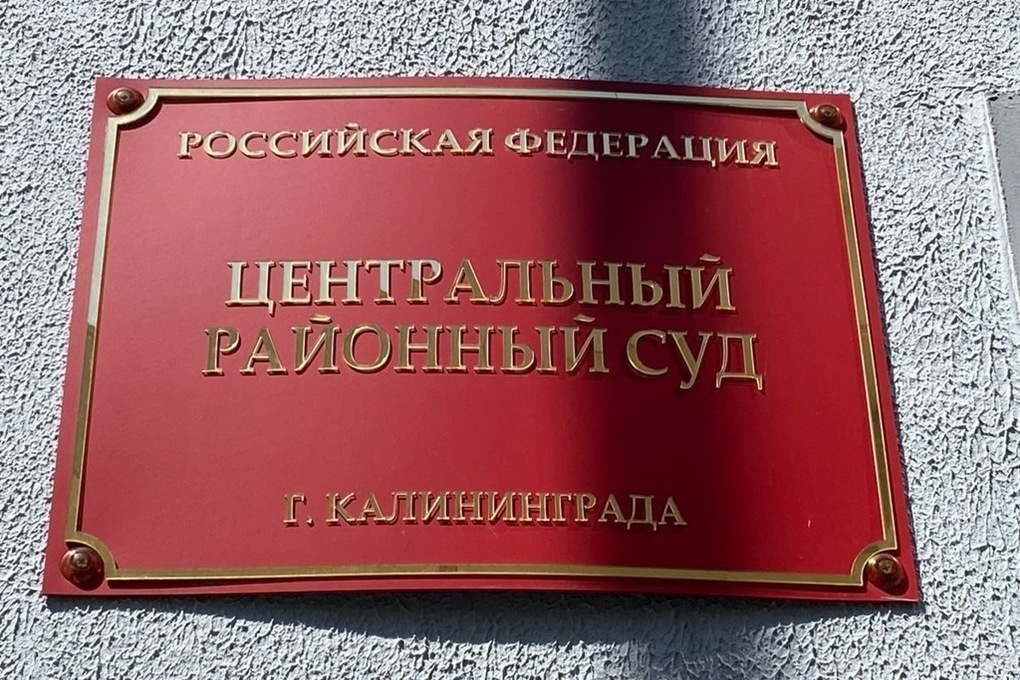 РОССИЙСКАЯ ФЕДЕРАЦИЯ
ЦЕНТРАЛЬНЫЙ
РАЙОННЫЙ СУД
Г. КАЛИНИНГРАДА